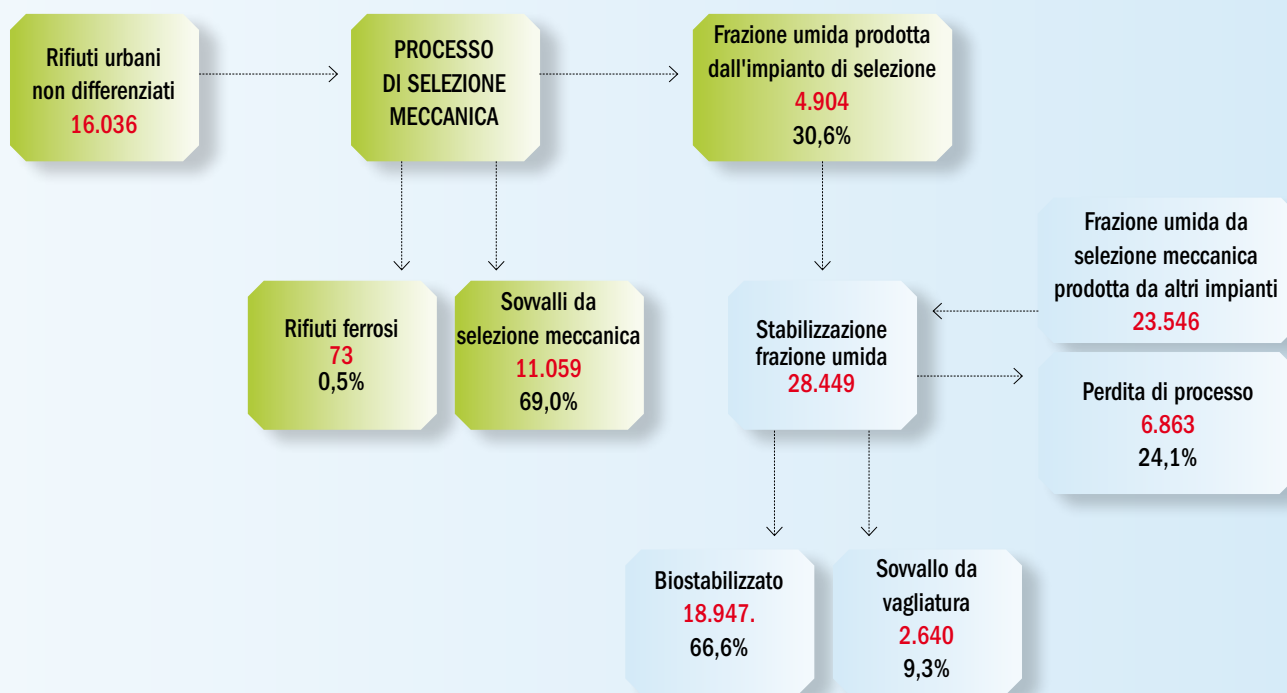 Rifiuti urbani
non differenziati
16.036
PROCESSO
DI SELEZIONE
MECCANICA
Frazione umida prodotta
dall'impianto di selezione
4.904
30,6%
Rifiuti ferrosi
73
0,5%
Sovvalli da
selezione meccanica
11.059
69,0%
Stabilizzazione
frazione umida
28.449
Frazione umida da
selezione meccanica
prodotta da altri impianti
23.546
Perdita di processo
6.863
24,1%
Biostabilizzato
18.947.
66,6%
Sovvallo da
vagliatura
2.640
9,3%